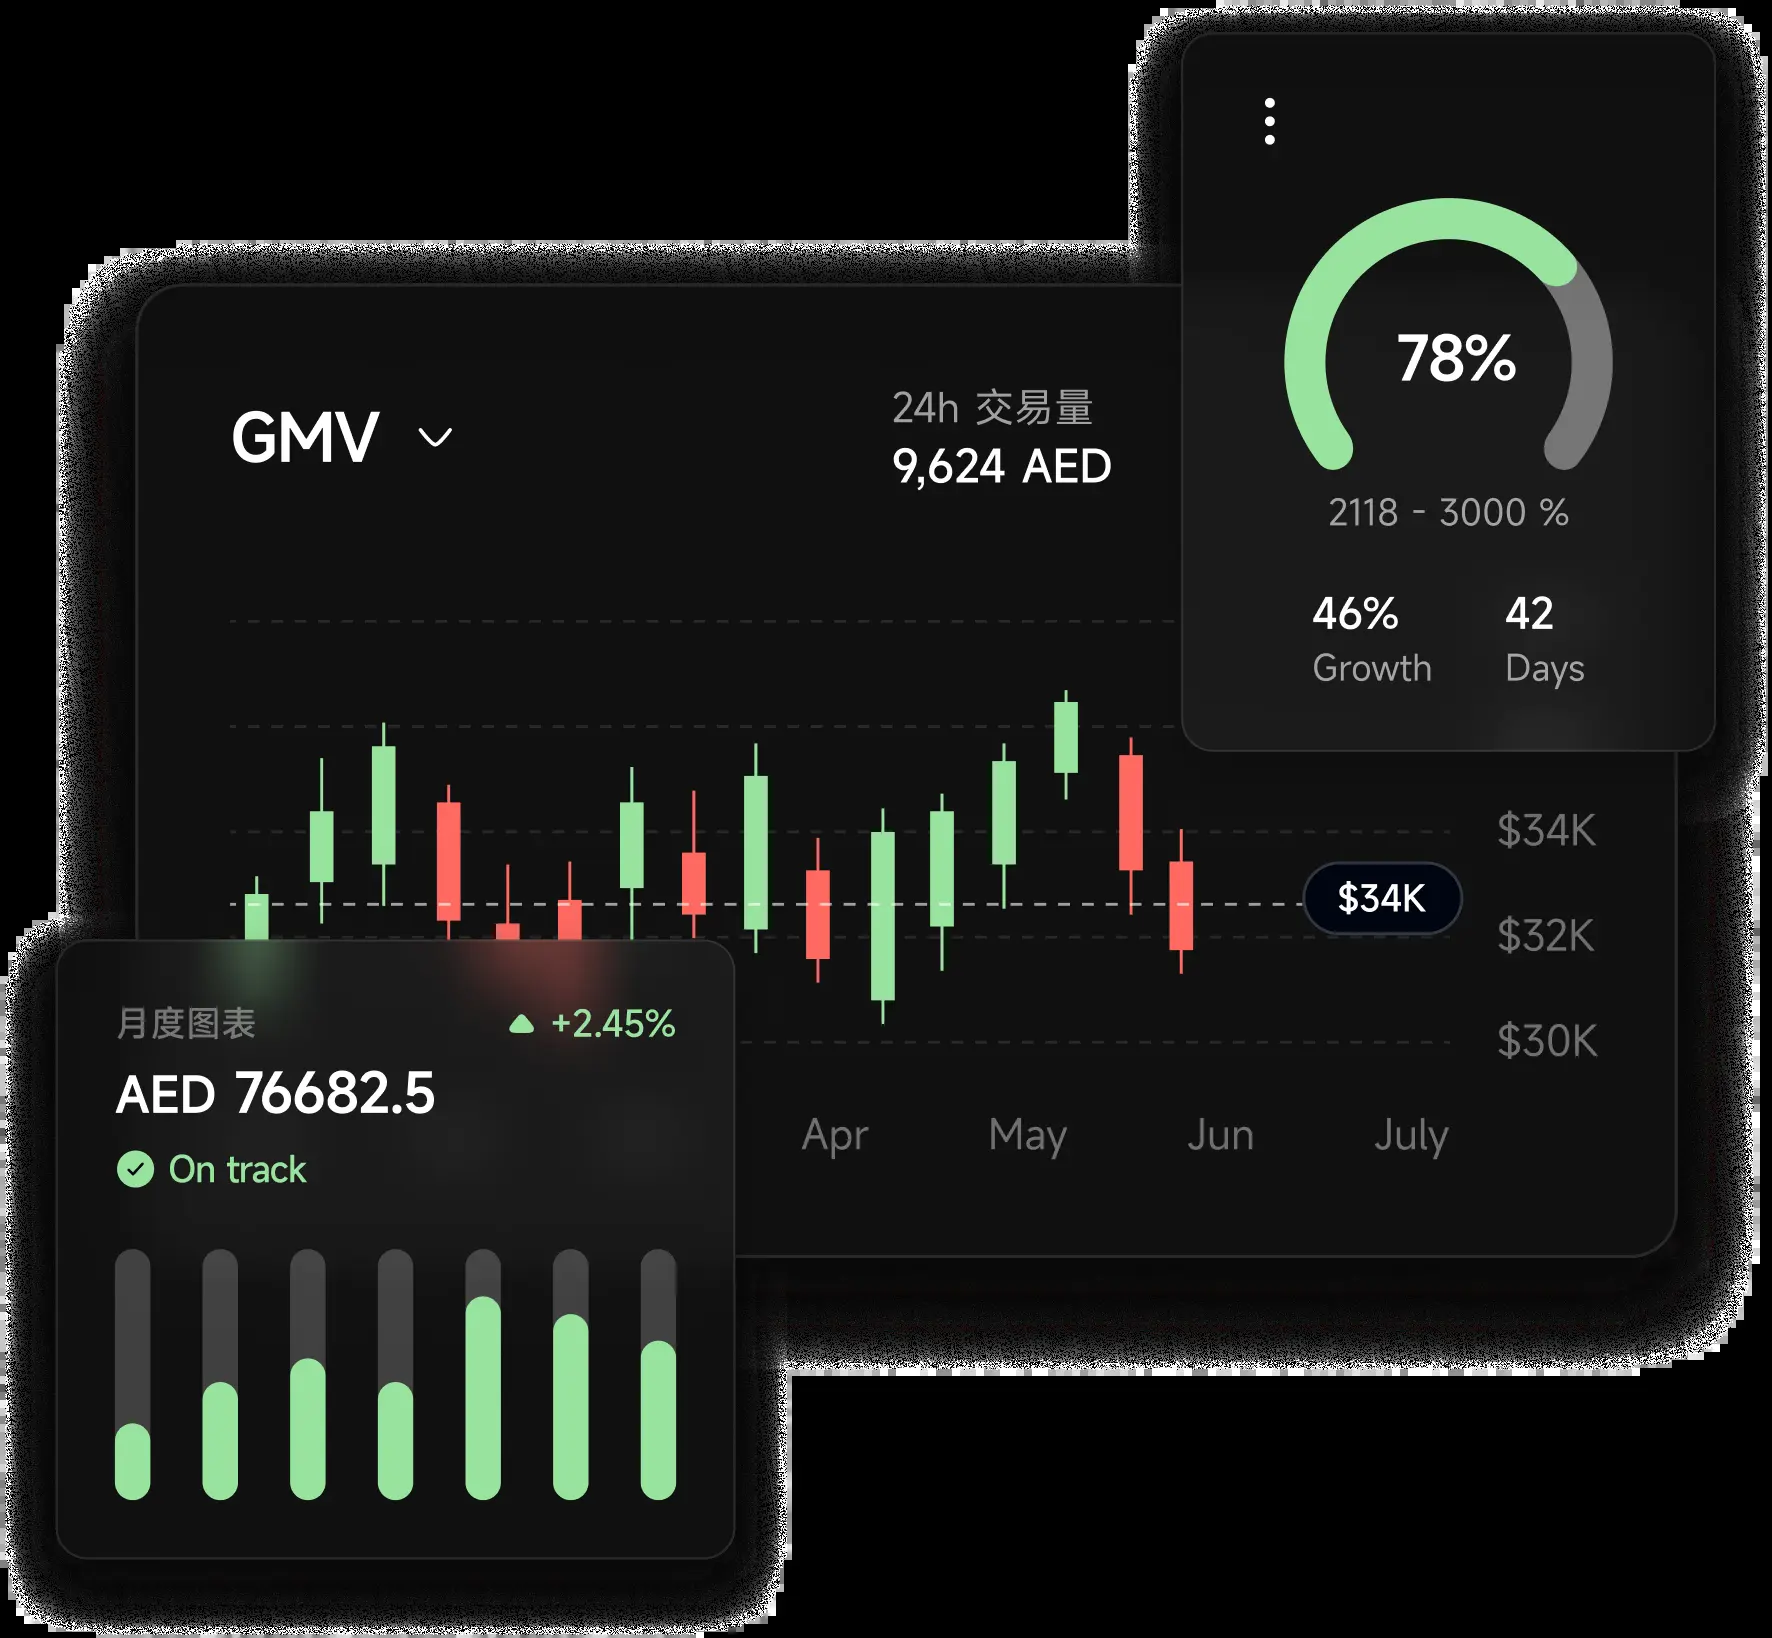 78%
2118 - 3000 %
46%
Growth
42
Days
GMV
24h 交易量
9,624 AED
$34K
$34K
$32K
$30K
Apr
May
Jun
July
月度图表
+2.45%
AED 76682.5
On track